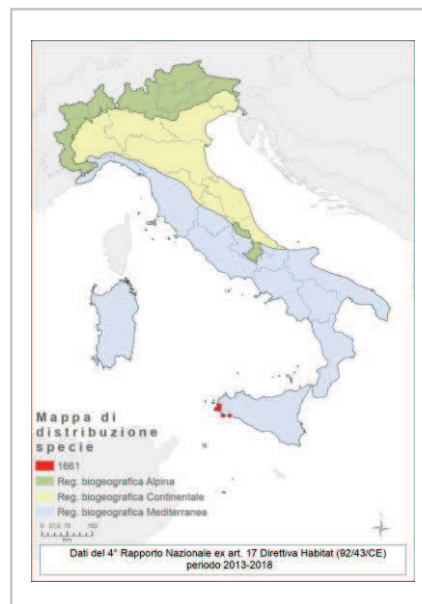 Mappa di
distribuzione
specie
1661
Reg. biogeografica Alpina
Reg. biogeografica Continentale
Reg. biogeografica Mediterranea
0 37,5 75 150
Km
Dati del 4° Rapporto Nazionale ex art. 17 Direttiva Habitat (92/43/CE)
periodo 2013-2018